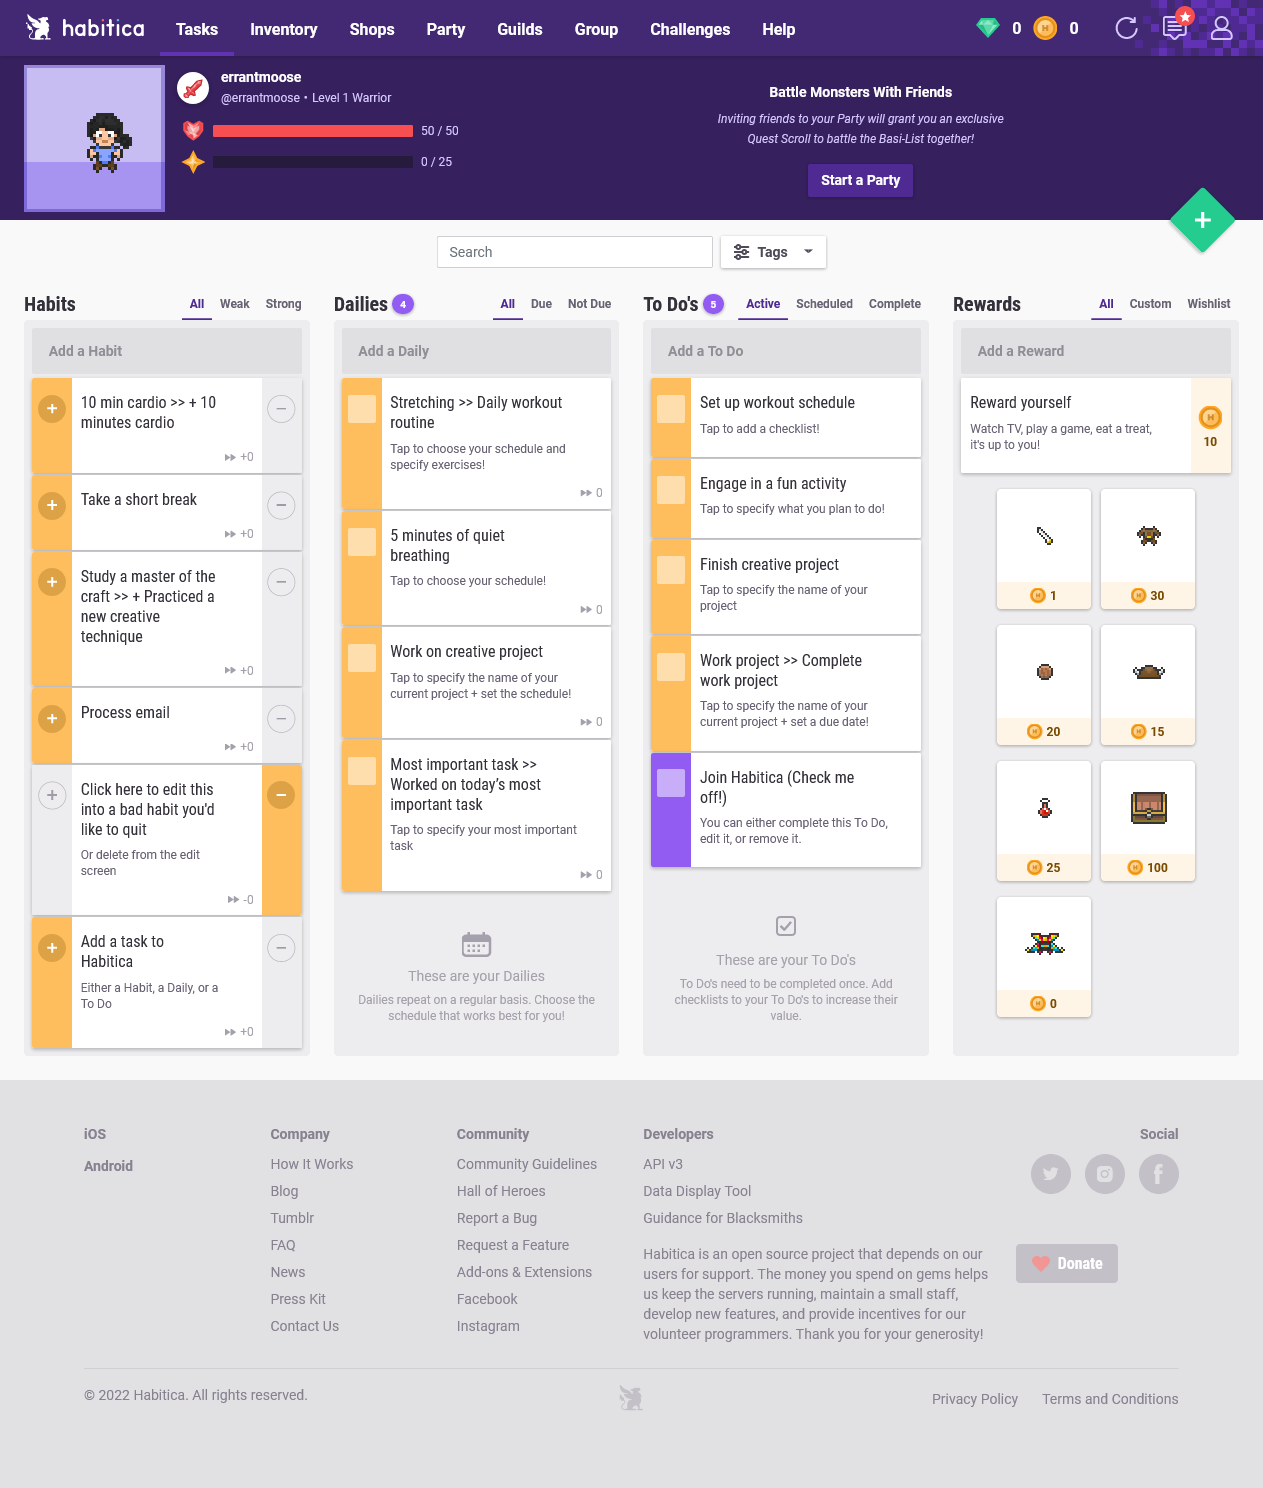 habitica
Tasks
Inventory
Shops
Party
Guilds
Group
Challenges
Help
0
0
errantmoose
@errantmoose • Level 1 Warrior
50 / 50
0 / 25
Battle Monsters With Friends
Inviting friends to your Party will grant you an exclusive
Quest Scroll to battle the Basi-List together!
Start a Party
Search
Tags
Habits
All
Weak
Strong
Add a Habit
10 min cardio >> + 10
minutes cardio
+0
Take a short break
+0
Study a master of the
craft >> + Practiced a
new creative
technique
+0
Process email
+0
Click here to edit this
into a bad habit you'd
like to quit
Or delete from the edit
screen
-0
Add a task to
Habitica
Either a Habit, a Daily, or a
To Do
+0
Dailies
4
All
Due
Not Due
Add a Daily
Stretching >> Daily workout
routine
Tap to choose your schedule and
specify exercises!
0
5 minutes of quiet
breathing
Tap to choose your schedule!
0
Work on creative project
Tap to specify the name of your
current project + set the schedule!
0
Most important task >>
Worked on today’s most
important task
Tap to specify your most important
task
0
These are your Dailies
Dailies repeat on a regular basis. Choose the
schedule that works best for you!
To Do's
5
Active
Scheduled
Complete
Add a To Do
Set up workout schedule
Tap to add a checklist!
Engage in a fun activity
Tap to specify what you plan to do!
Finish creative project
Tap to specify the name of your
project
Work project >> Complete
work project
Tap to specify the name of your
current project + set a due date!
Join Habitica (Check me
off!)
You can either complete this To Do,
edit it, or remove it.
These are your To Do's
To Do's need to be completed once. Add
checklists to your To Do's to increase their
value.
Rewards
All
Custom
Wishlist
Add a Reward
Reward yourself
Watch TV, play a game, eat a treat,
it's up to you!
10
1
30
20
15
25
100
0
iOS
Android
Company
How It Works
Blog
Tumblr
FAQ
News
Press Kit
Contact Us
Community
Community Guidelines
Hall of Heroes
Report a Bug
Request a Feature
Add-ons & Extensions
Facebook
Instagram
Developers
API v3
Data Display Tool
Guidance for Blacksmiths
Habitica is an open source project that depends on our
users for support. The money you spend on gems helps
us keep the servers running, maintain a small staff,
develop new features, and provide incentives for our
volunteer programmers. Thank you for your generosity!
Social
Donate
© 2022 Habitica. All rights reserved.
Privacy Policy
Terms and Conditions